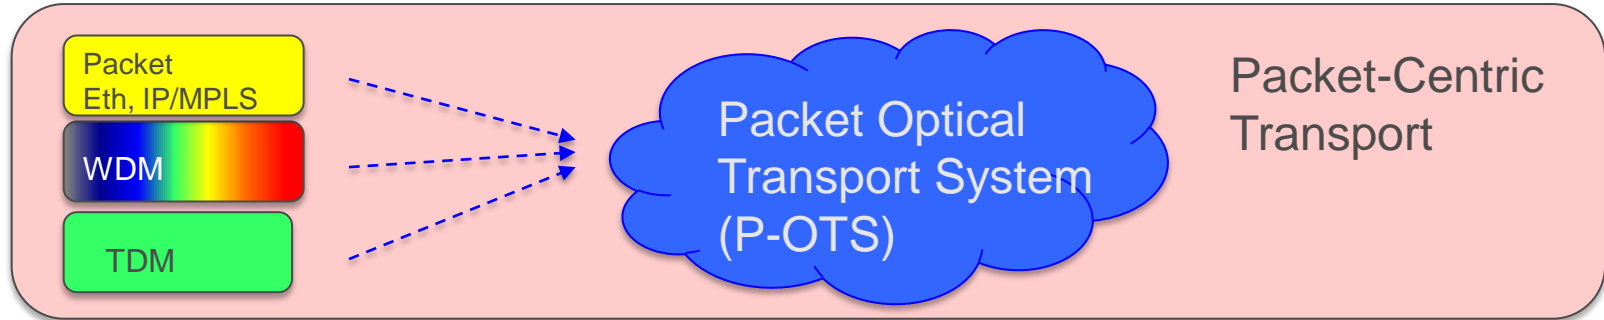 Packet
Eth, IP/MPLS
WDM
TDM
Packet Optical
Transport System
(P-OTS)
Packet-Centric
Transport